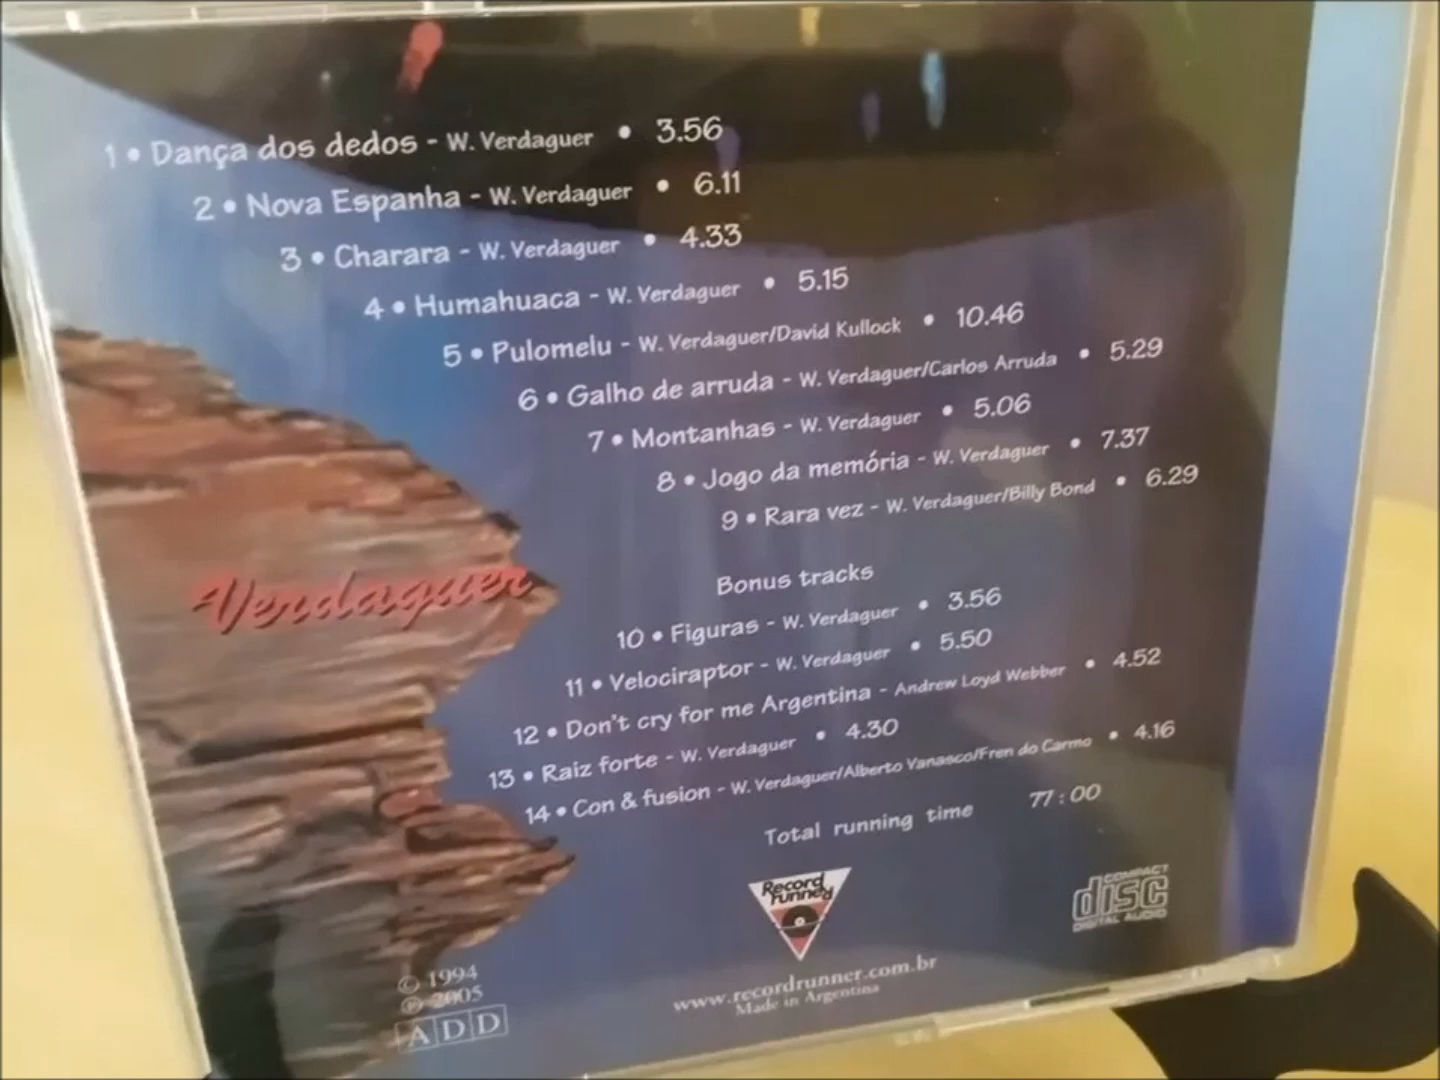 1 • Dança dos dedos - W. Verdaguer • 3.56
2 • Nova Espanha - W. Verdaguer • 6.11
3 • Charara - W. Verdaguer • 4.33
4 • Humahuaca - W. Verdaguer • 5.15
5 • Pulomelu - W. Verdaguer/David Kullock • 10.46
6 • Galho de arruda - W. Verdaguer/Carlos Arruda • 5.29
7 • Montanhas - W. Verdaguer • 5.06
8 • Jogo da memória - W. Verdaguer • 7.37
9 • Rara vez - W. Verdaguer/Billy Bond • 6.29
Verdaguer
Bonus tracks
10 • Figuras - W. Verdaguer • 3.56
11 • Velociraptor - W. Verdaguer • 5.50
12 • Don't cry for me Argentina - Andrew Loyd Webber • 4.52
13 • Raiz forte - W. Verdaguer • 4.30
14 • Con & fusion - W. Verdaguer/Alberto Vanasco/Fren do Carmo • 4.16
Total running time 77:00
Record
runner
COMPACT
disc
DIGITAL AUDIO
© 1994
℗ 2005
ADD
www.recordrunner.com.br
Made in Argentina